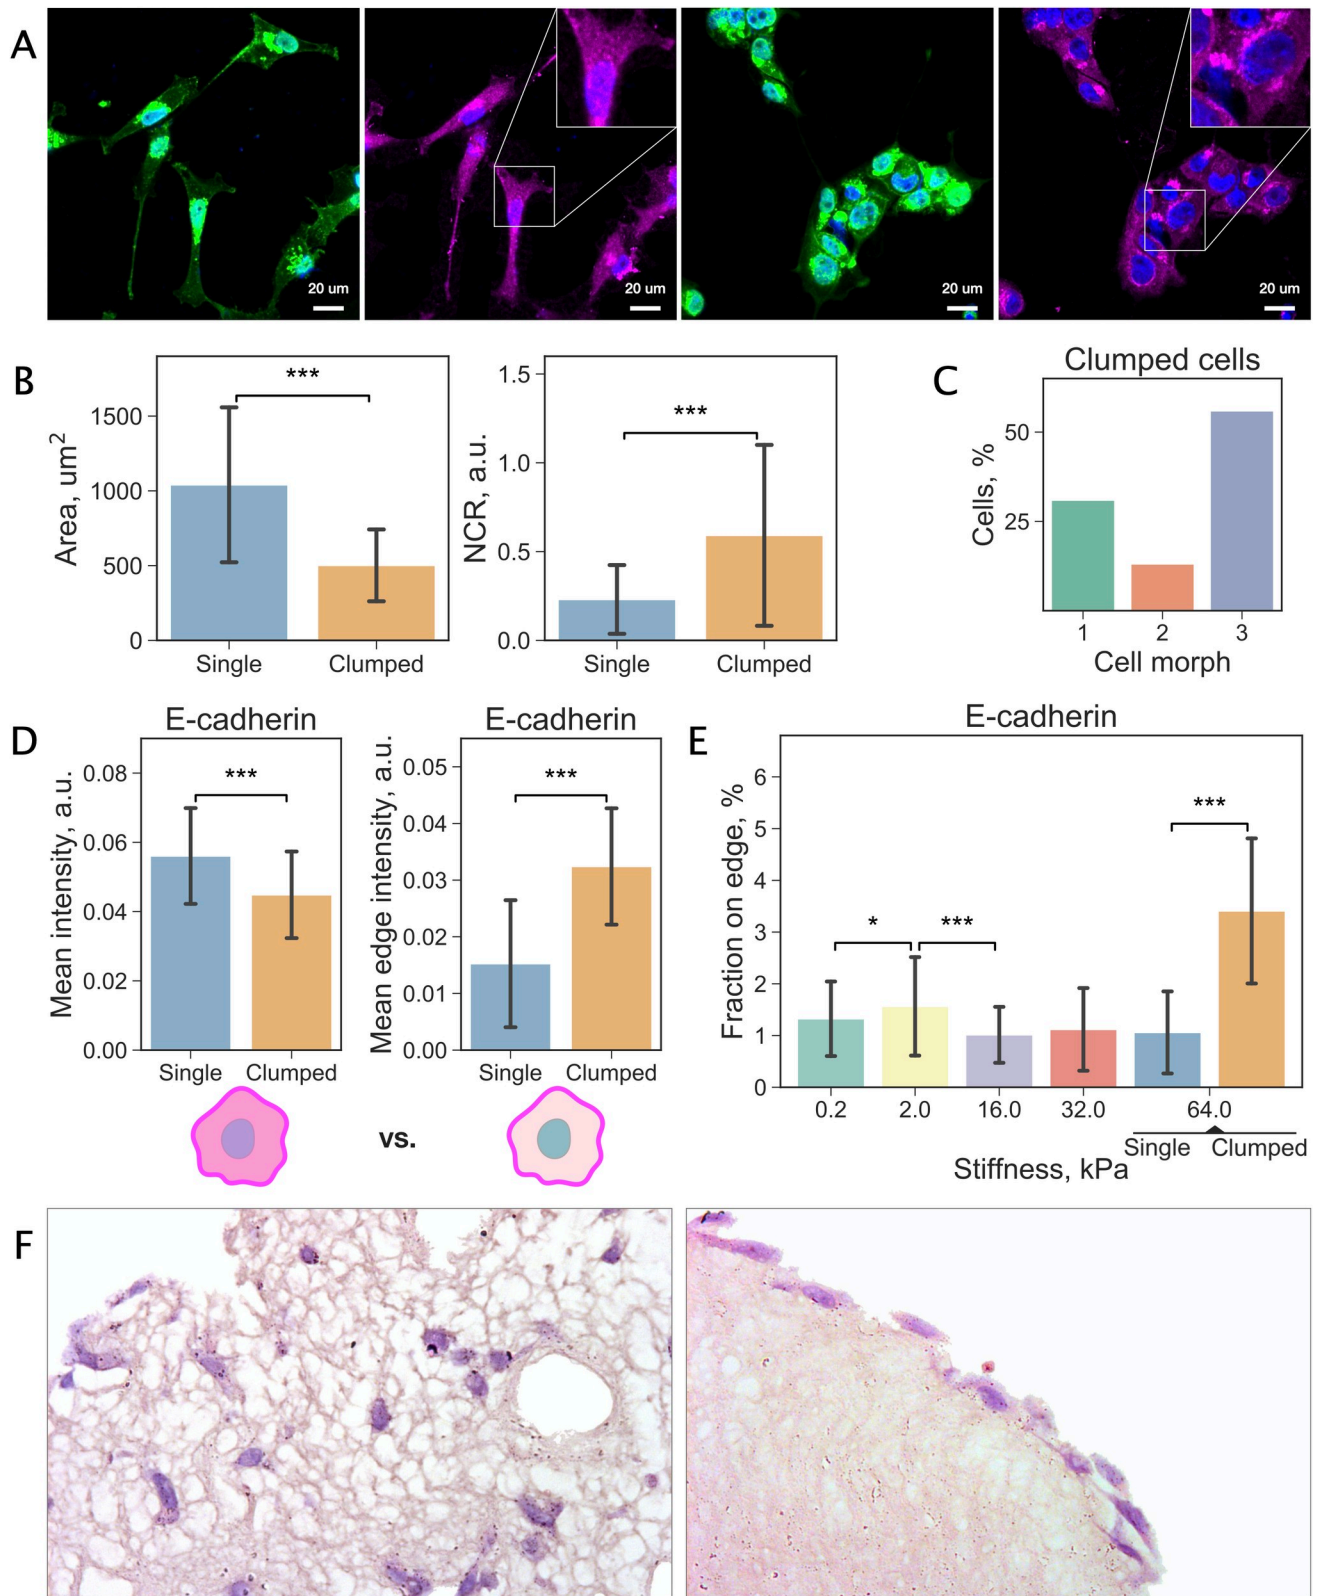 A
20 um
20 um
20 um
20 um
B
Area, um²
1500
1000
500
0
***
Single
Clumped
NCR, a.u.
1.5
1.0
0.5
0.0
***
Single
Clumped
C
Clumped cells
Cells, %
50
25
1
2
3
Cell morph
D
E-cadherin
Mean intensity, a.u.
0.08
0.06
0.04
0.02
0.00
***
Single
Clumped
E-cadherin
Mean edge intensity, a.u.
0.05
0.04
0.03
0.02
0.01
0.00
***
Single
Clumped
vs.
E
E-cadherin
Fraction on edge, %
6
5
4
3
2
1
0
*
***
***
0.2
2.0
16.0
32.0
64.0
Single
Clumped
Stiffness, kPa
F